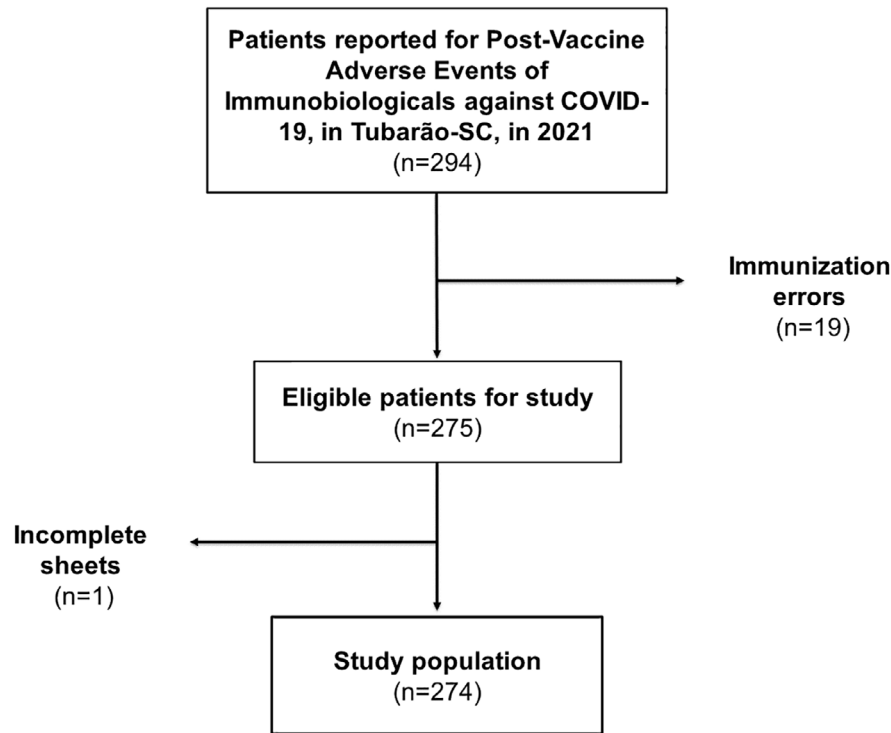 Patients reported for Post-Vaccine
Adverse Events of
Immunobiologicals against COVID-
19, in Tubarão-SC, in 2021
(n=294)
Immunization
errors
(n=19)
Eligible patients for study
(n=275)
Incomplete
sheets
(n=1)
Study population
(n=274)